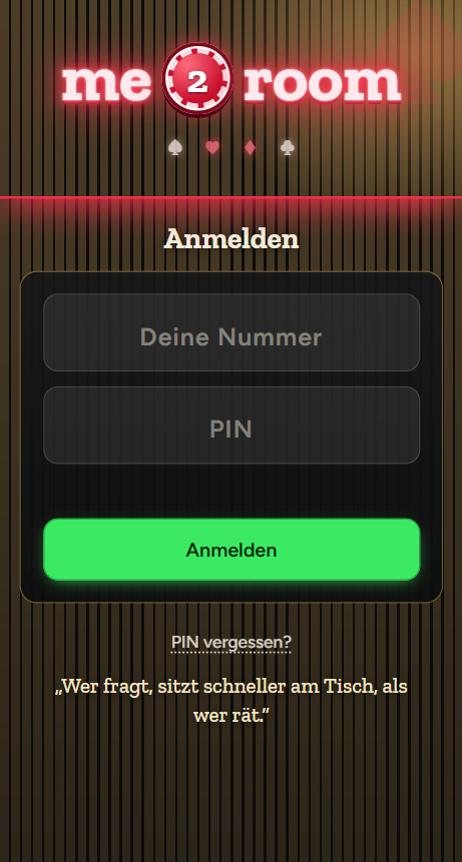 me 2 room
Anmelden
Deine Nummer
PIN
Anmelden
PIN vergessen?
„Wer fragt, sitzt schneller am Tisch, als
wer rät.“